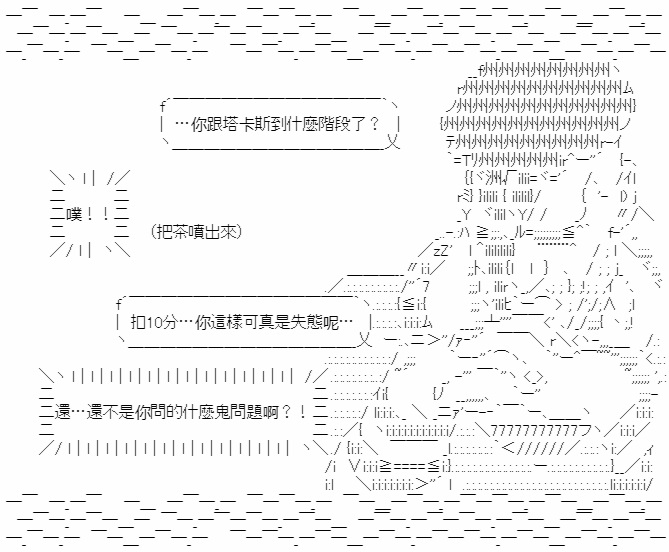 …你跟塔卡斯到什麼階段了？
噗！！
（把茶噴出來）
扣10分…你這樣可真是失態呢…
還…還不是你問的什麼鬼問題啊？！